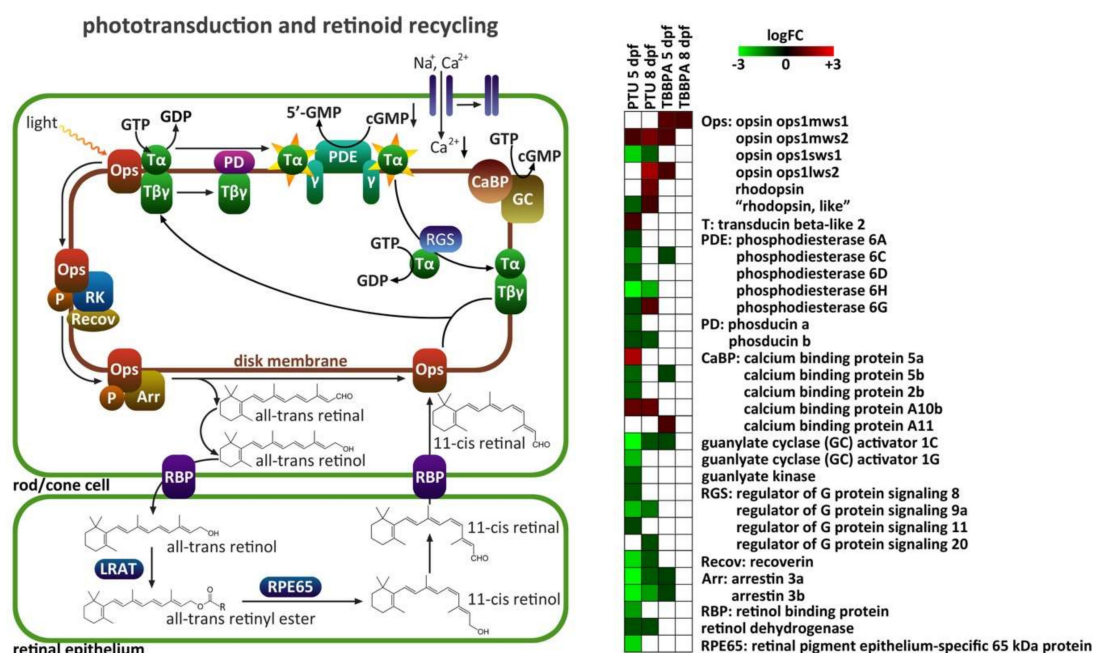 phototransduction and retinoid recycling
Na⁺, Ca²⁺
light
GTP
GDP
5'-GMP
cGMP
Ca²⁺
GTP
cGMP
Ops
Tα
Tβγ
PD
Tβγ
Tα
γ
PDE
γ
Tα
CaBP
GC
GTP
RGS
Tα
GDP
Tα
Tβγ
Ops
P
RK
Recov
disk membrane
Ops
P
Arr
Ops
CHO
all-trans retinal
OH
all-trans retinol
11-cis retinal
CHO
RBP
RBP
rod/cone cell
OH
all-trans retinol
11-cis retinal
CHO
LRAT
RPE65
O
O
R
all-trans retinyl ester
11-cis retinol
OH
retinal epithelium
logFC
-3 0 +3
PTU 5 dpf
PTU 8 dpf
TBBPA 5 dpf
TBBPA 8 dpf
Ops: opsin ops1mws1
opsin ops1mws2
opsin ops1sws1
opsin ops1lws2
rhodopsin
“rhodopsin, like”
T: transducin beta-like 2
PDE: phosphodiesterase 6A
phosphodiesterase 6C
phosphodiesterase 6D
phosphodiesterase 6H
phosphodiesterase 6G
PD: phosducin a
phosducin b
CaBP: calcium binding protein 5a
calcium binding protein 5b
calcium binding protein 2b
calcium binding protein A10b
calcium binding protein A11
guanylate cyclase (GC) activator 1C
guanlyate cyclase (GC) activator 1G
guanlyate kinase
RGS: regulator of G protein signaling 8
regulator of G protein signaling 9a
regulator of G protein signaling 11
regulator of G protein signaling 20
Recov: recoverin
Arr: arrestin 3a
arrestin 3b
RBP: retinol binding protein
retinol dehydrogenase
RPE65: retinal pigment epithelium-specific 65 kDa protein